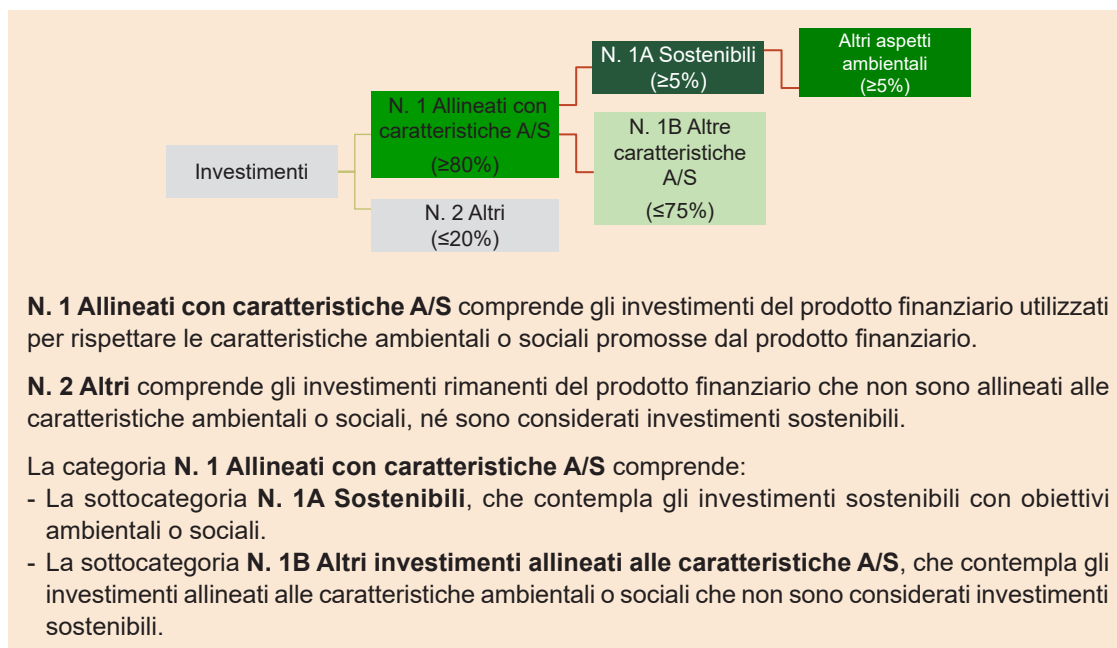 Investimenti
N. 1 Allineati con
caratteristiche A/S
(≥80%)
N. 2 Altri
(≤20%)
N. 1A Sostenibili
(≥5%)
N. 1B Altre
caratteristiche
A/S
(≤75%)
Altri aspetti
ambientali
(≥5%)
N. 1 Allineati con caratteristiche A/S comprende gli investimenti del prodotto finanziario utilizzati
per rispettare le caratteristiche ambientali o sociali promosse dal prodotto finanziario.
N. 2 Altri comprende gli investimenti rimanenti del prodotto finanziario che non sono allineati alle
caratteristiche ambientali o sociali, né sono considerati investimenti sostenibili.
La categoria N. 1 Allineati con caratteristiche A/S comprende:
- La sottocategoria N. 1A Sostenibili, che contempla gli investimenti sostenibili con obiettivi
ambientali o sociali.
- La sottocategoria N. 1B Altri investimenti allineati alle caratteristiche A/S, che contempla gli
investimenti allineati alle caratteristiche ambientali o sociali che non sono considerati investimenti
sostenibili.